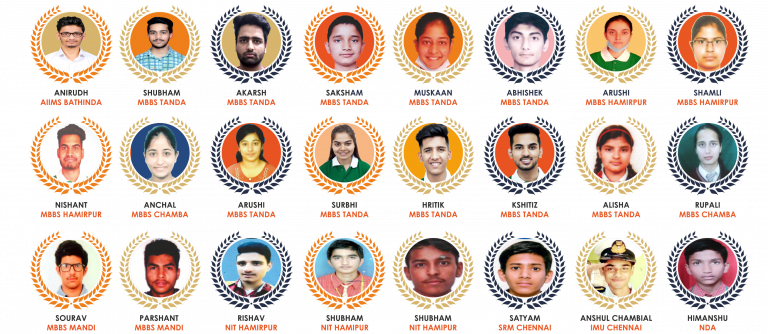 ANIRUDH
AIIMS BATHINDA
SHUBHAM
MBBS TANDA
AKARSH
MBBS TANDA
SAKSHAM
MBBS TANDA
MUSKAAN
MBBS TANDA
ABHISHEK
MBBS TANDA
ARUSHI
MBBS HAMIRPUR
SHAMLI
MBBS HAMIRPUR
NISHANT
MBBS HAMIRPUR
ANCHAL
MBBS CHAMBA
ARUSHI
MBBS TANDA
SURBHI
MBBS TANDA
HRITIK
MBBS TANDA
KSHITIZ
MBBS TANDA
ALISHA
MBBS TANDA
RUPALI
MBBS CHAMBA
SOURAV
MBBS MANDI
PARSHANT
MBBS MANDI
RISHAV
NIT HAMIRPUR
SHUBHAM
NIT HAMIPUR
SHUBHAM
NIT HAMIPUR
SATYAM
SRM CHENNAI
ANSHUL CHAMBIAL
IMU CHENNAI
HIMANSHU
NDA